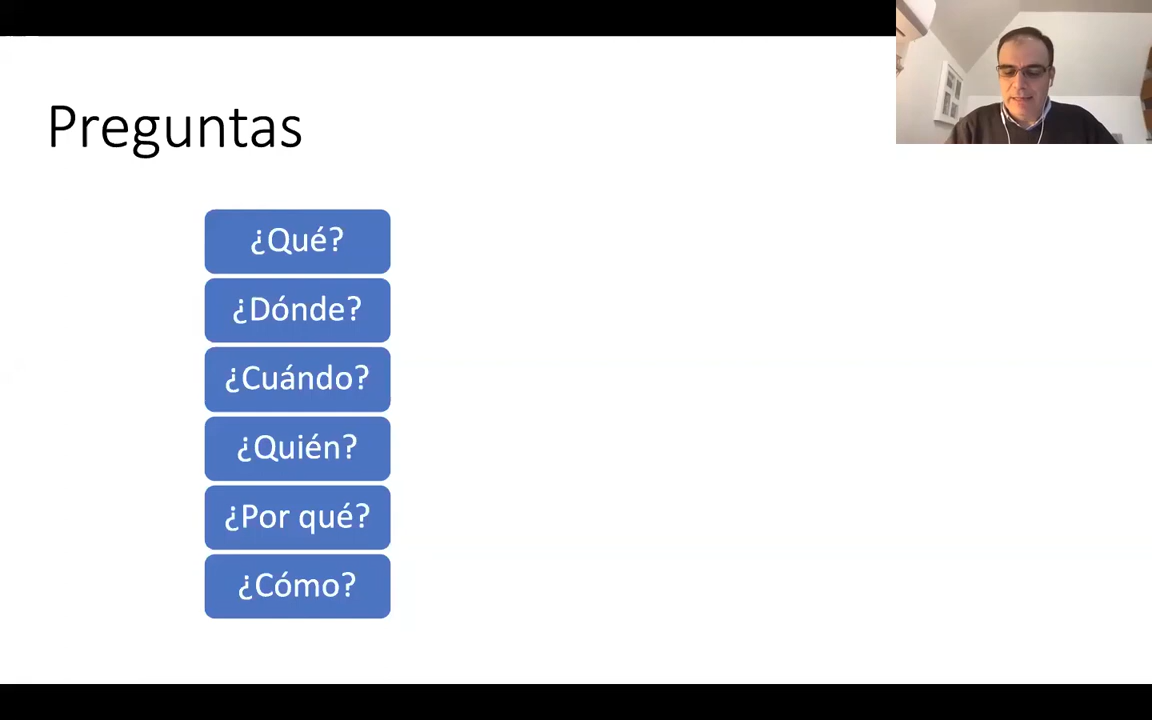 Preguntas
¿Qué?
¿Dónde?
¿Cuándo?
¿Quién?
¿Por qué?
¿Cómo?